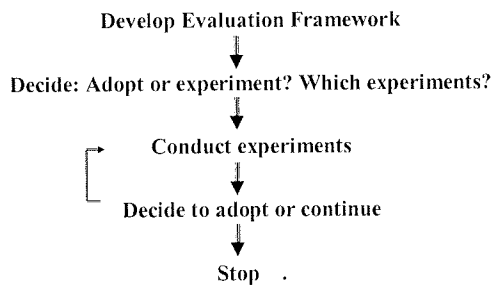 Develop Evaluation Framework
Decide: Adopt or experiment? Which experiments?
Conduct experiments
Decide to adopt or continue
Stop .